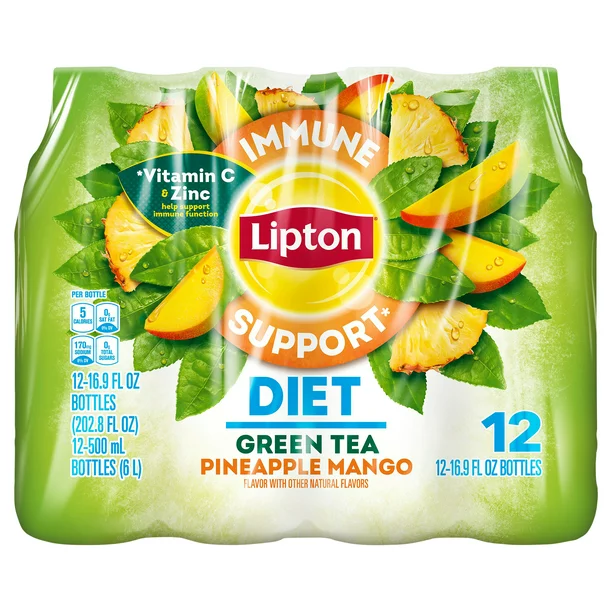 IMMUNE
*Vitamin C
& Zinc
help support
immune function
Lipton
SUPPORT*
PER BOTTLE
5
CALORIES
0g
SAT FAT
0% DV
170mg
SODIUM
0g
TOTAL
SUGARS
DIET
GREEN TEA
PINEAPPLE MANGO
FLAVOR WITH OTHER NATURAL FLAVORS
12-16.9 FL OZ
BOTTLES
(202.8 FL OZ)
12-500 mL
BOTTLES (6 L)
12
12-16.9 FL OZ BOTTLES